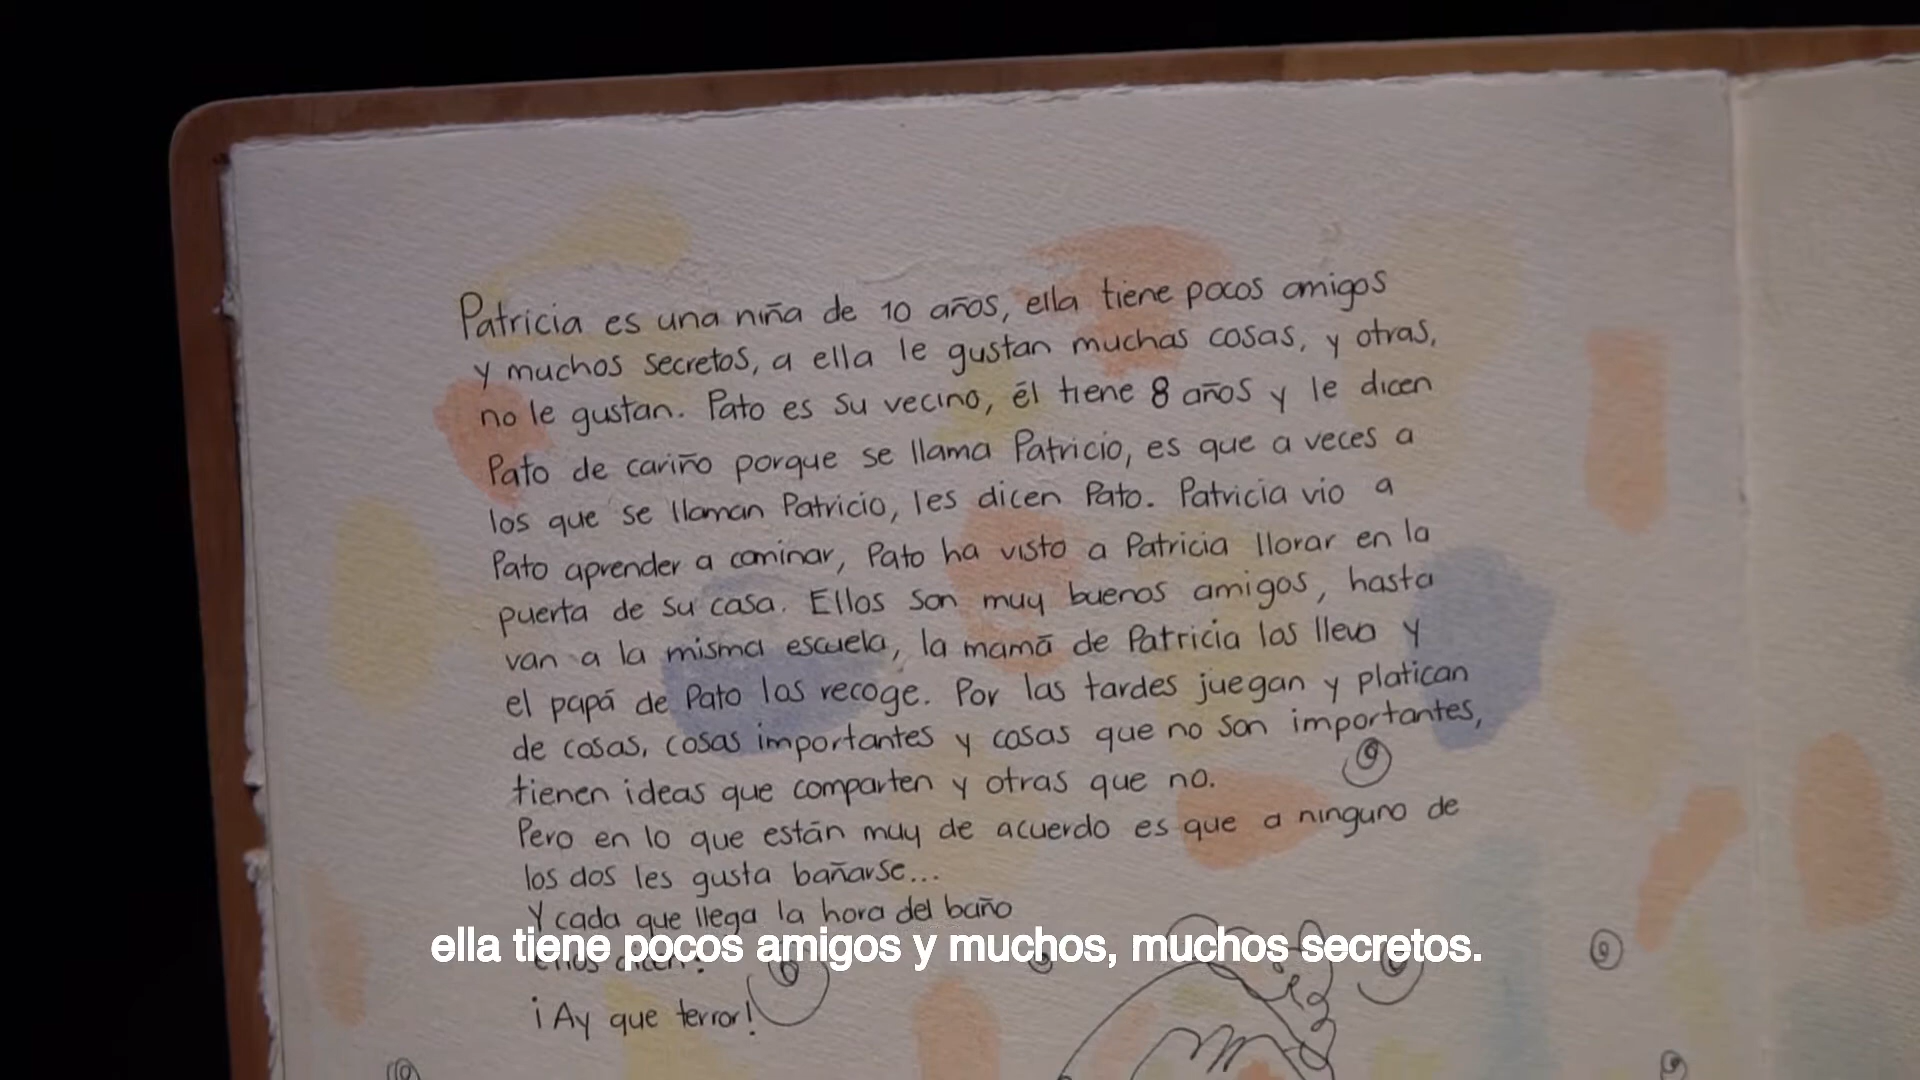 Patricia es una niña de 10 años, ella tiene pocos amigos
y muchos secretos, a ella le gustan muchas cosas, y otras,
no le gustan. Pato es su vecino, él tiene 8 años y le dicen
Pato de cariño porque se llama Patricio, es que a veces a
los que se llaman Patricio, les dicen Pato. Patricia vio a
Pato aprender a caminar, Pato ha visto a Patricia llorar en la
puerta de su casa. Ellos son muy buenos amigos, hasta
van a la misma escuela, la mamá de Patricia los lleva y
el papá de Pato los recoge. Por las tardes juegan y platican
de cosas, cosas importantes y cosas que no son importantes,
tienen ideas que comparten y otras que no.
Pero en lo que están muy de acuerdo es que a ninguno de
los dos les gusta bañarse...
Y cada que llega la hora del baño
ella tiene pocos amigos y muchos, muchos secretos.
ellos dicen:
¡Ay que terror!